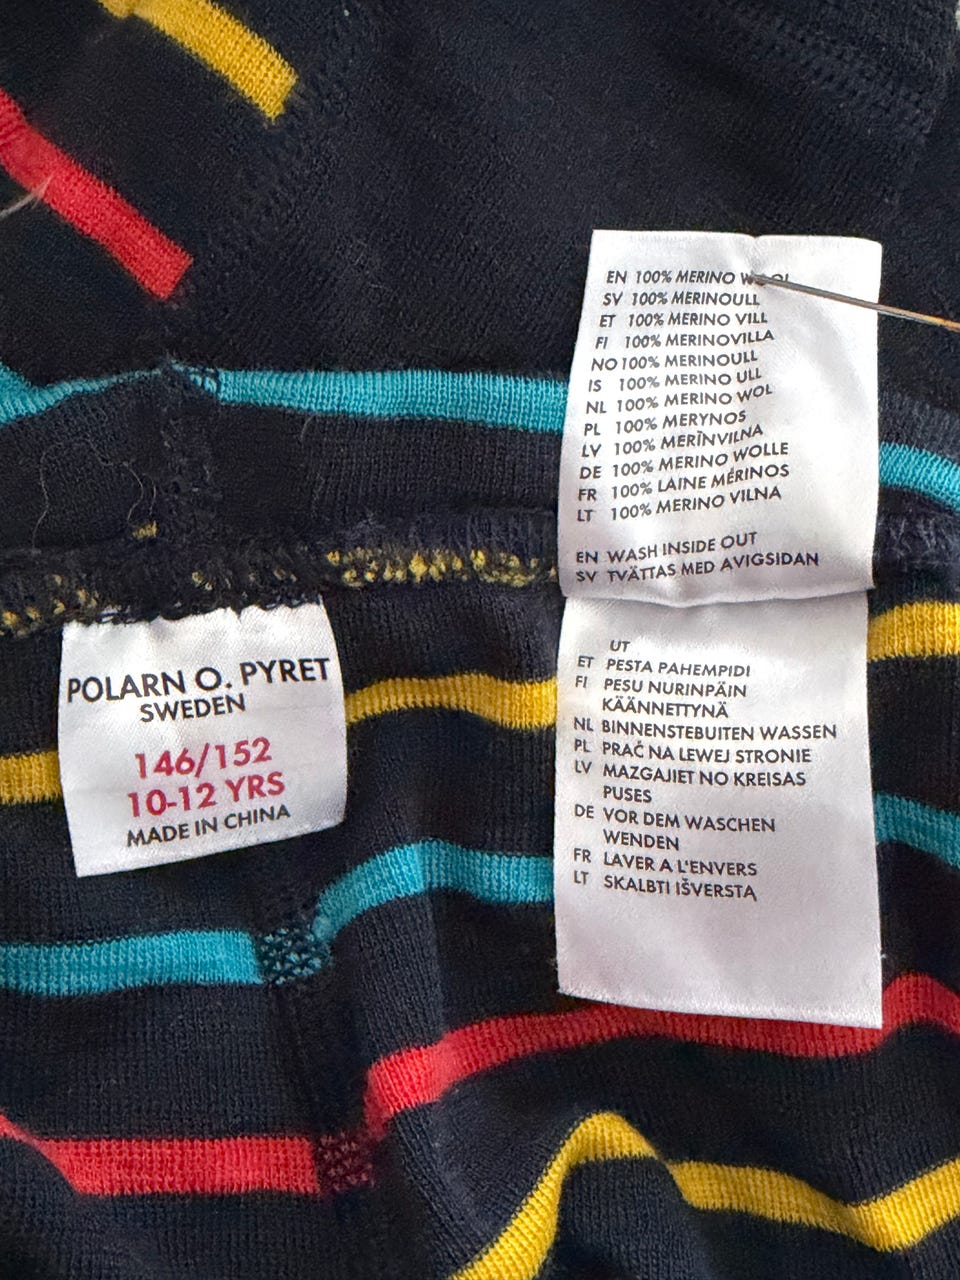 POLARN O. PYRET
SWEDEN
146/152
10-12 YRS
MADE IN CHINA
EN 100% MERINO WOOL
SV 100% MERINOULL
ET 100% MERINO VILL
FI 100% MERINOVILLA
NO 100% MERINOULL
IS 100% MERINO ULL
NL 100% MERINO WOL
PL 100% MERYNOS
LV 100% MERĪNVILNA
DE 100% MERINO WOLLE
FR 100% LAINE MÉRINOS
LT 100% MERINO VILNA
EN WASH INSIDE OUT
SV TVÄTTAS MED AVIGSIDAN
UT
ET PESTA PAHEMPIDI
FI PESU NURINPÄIN
KÄÄNNETTYNÄ
NL BINNENSTEBUITEN WASSEN
PL PRAĆ NA LEWEJ STRONIE
LV MAZGAJIET NO KREISAS
PUSES
DE VOR DEM WASCHEN
WENDEN
FR LAVER A L'ENVERS
LT SKALBTI IŠVERSTĄ